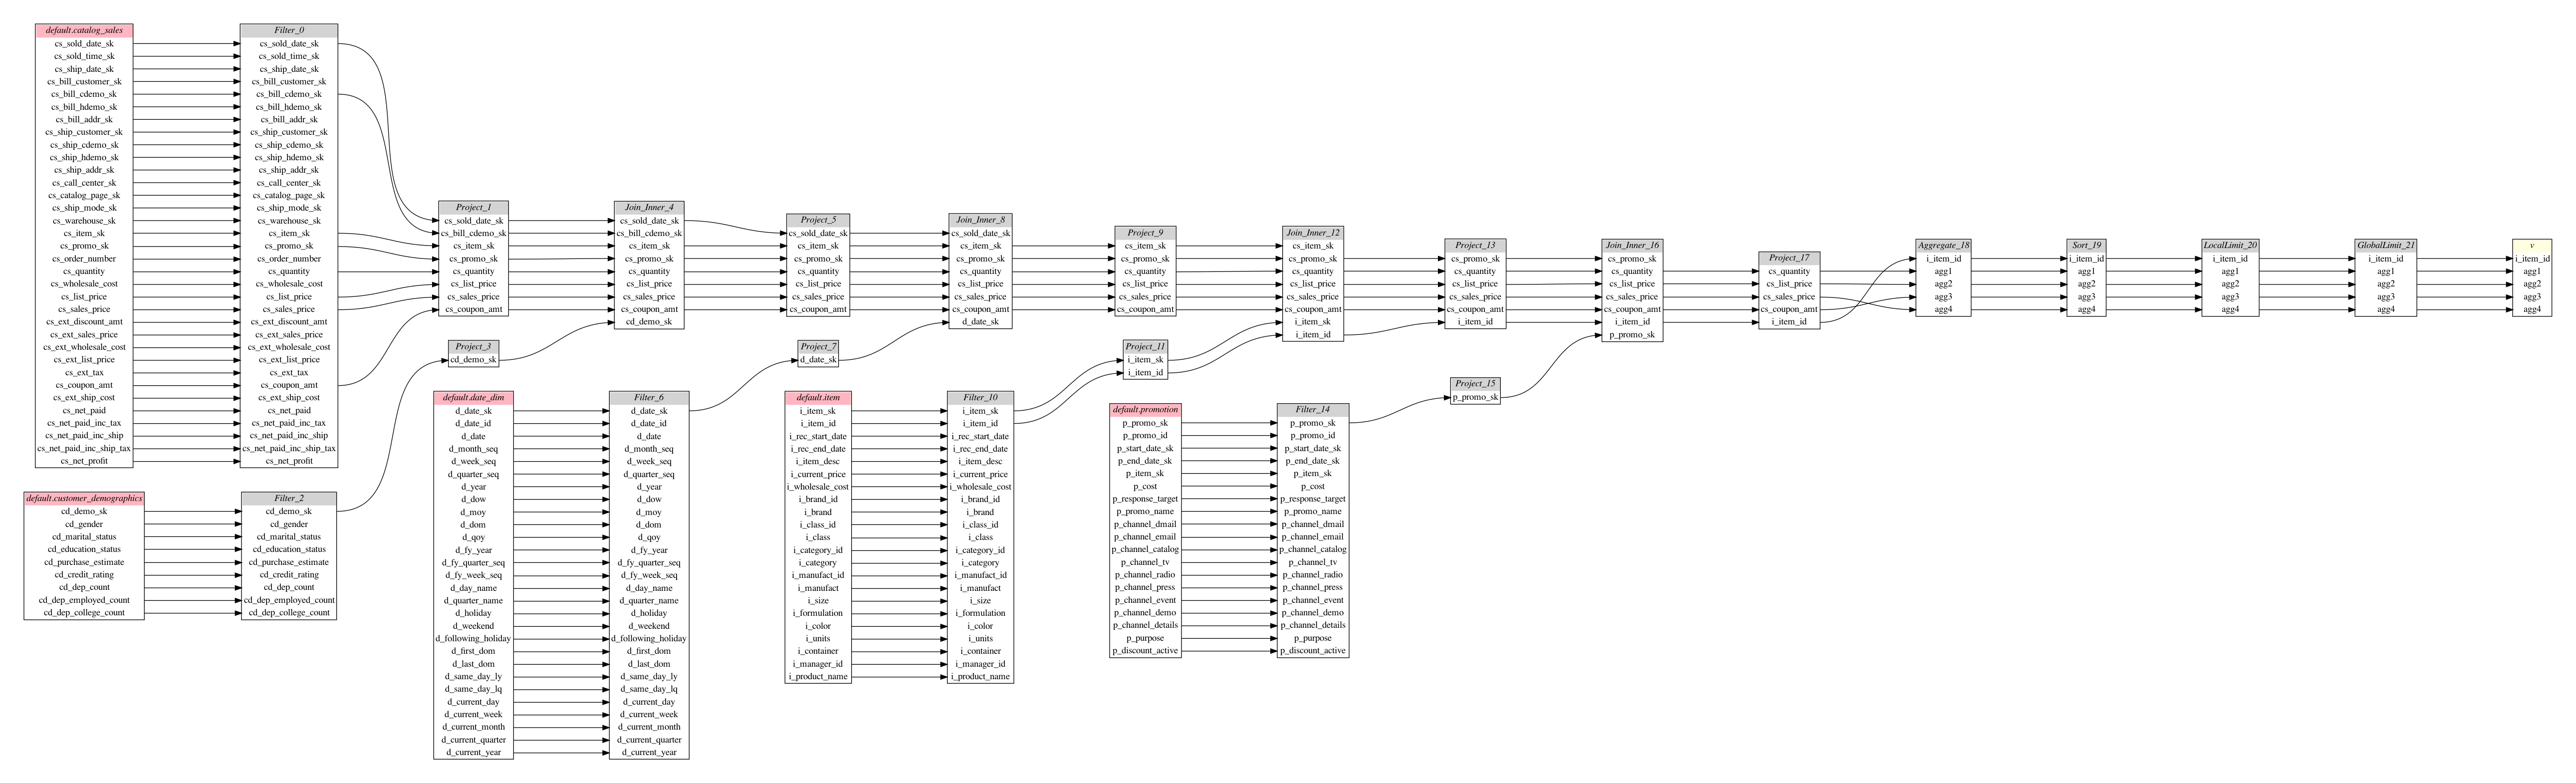 default.catalog_sales
cs_sold_date_sk
cs_sold_time_sk
cs_ship_date_sk
cs_bill_customer_sk
cs_bill_cdemo_sk
cs_bill_hdemo_sk
cs_bill_addr_sk
cs_ship_customer_sk
cs_ship_cdemo_sk
cs_ship_hdemo_sk
cs_ship_addr_sk
cs_call_center_sk
cs_catalog_page_sk
cs_ship_mode_sk
cs_warehouse_sk
cs_item_sk
cs_promo_sk
cs_order_number
cs_quantity
cs_wholesale_cost
cs_list_price
cs_sales_price
cs_ext_discount_amt
cs_ext_sales_price
cs_ext_wholesale_cost
cs_ext_list_price
cs_ext_tax
cs_coupon_amt
cs_ext_ship_cost
cs_net_paid
cs_net_paid_inc_tax
cs_net_paid_inc_ship
cs_net_paid_inc_ship_tax
cs_net_profit
Filter_0
cs_sold_date_sk
cs_sold_time_sk
cs_ship_date_sk
cs_bill_customer_sk
cs_bill_cdemo_sk
cs_bill_hdemo_sk
cs_bill_addr_sk
cs_ship_customer_sk
cs_ship_cdemo_sk
cs_ship_hdemo_sk
cs_ship_addr_sk
cs_call_center_sk
cs_catalog_page_sk
cs_ship_mode_sk
cs_warehouse_sk
cs_item_sk
cs_promo_sk
cs_order_number
cs_quantity
cs_wholesale_cost
cs_list_price
cs_sales_price
cs_ext_discount_amt
cs_ext_sales_price
cs_ext_wholesale_cost
cs_ext_list_price
cs_ext_tax
cs_coupon_amt
cs_ext_ship_cost
cs_net_paid
cs_net_paid_inc_tax
cs_net_paid_inc_ship
cs_net_paid_inc_ship_tax
cs_net_profit
default.customer_demographics
cd_demo_sk
cd_gender
cd_marital_status
cd_education_status
cd_purchase_estimate
cd_credit_rating
cd_dep_count
cd_dep_employed_count
cd_dep_college_count
Filter_2
cd_demo_sk
cd_gender
cd_marital_status
cd_education_status
cd_purchase_estimate
cd_credit_rating
cd_dep_count
cd_dep_employed_count
cd_dep_college_count
Project_1
cs_sold_date_sk
cs_bill_cdemo_sk
cs_item_sk
cs_promo_sk
cs_quantity
cs_list_price
cs_sales_price
cs_coupon_amt
Project_3
cd_demo_sk
default.date_dim
d_date_sk
d_date_id
d_date
d_month_seq
d_week_seq
d_quarter_seq
d_year
d_dow
d_moy
d_dom
d_qoy
d_fy_year
d_fy_quarter_seq
d_fy_week_seq
d_day_name
d_quarter_name
d_holiday
d_weekend
d_following_holiday
d_first_dom
d_last_dom
d_same_day_ly
d_same_day_lq
d_current_day
d_current_week
d_current_month
d_current_quarter
d_current_year
Join_Inner_4
cs_sold_date_sk
cs_bill_cdemo_sk
cs_item_sk
cs_promo_sk
cs_quantity
cs_list_price
cs_sales_price
cs_coupon_amt
cd_demo_sk
Filter_6
d_date_sk
d_date_id
d_date
d_month_seq
d_week_seq
d_quarter_seq
d_year
d_dow
d_moy
d_dom
d_qoy
d_fy_year
d_fy_quarter_seq
d_fy_week_seq
d_day_name
d_quarter_name
d_holiday
d_weekend
d_following_holiday
d_first_dom
d_last_dom
d_same_day_ly
d_same_day_lq
d_current_day
d_current_week
d_current_month
d_current_quarter
d_current_year
Project_5
cs_sold_date_sk
cs_item_sk
cs_promo_sk
cs_quantity
cs_list_price
cs_sales_price
cs_coupon_amt
Project_7
d_date_sk
default.item
i_item_sk
i_item_id
i_rec_start_date
i_rec_end_date
i_item_desc
i_current_price
i_wholesale_cost
i_brand_id
i_brand
i_class_id
i_class
i_category_id
i_category
i_manufact_id
i_manufact
i_size
i_formulation
i_color
i_units
i_container
i_manager_id
i_product_name
Join_Inner_8
cs_sold_date_sk
cs_item_sk
cs_promo_sk
cs_quantity
cs_list_price
cs_sales_price
cs_coupon_amt
d_date_sk
Filter_10
i_item_sk
i_item_id
i_rec_start_date
i_rec_end_date
i_item_desc
i_current_price
i_wholesale_cost
i_brand_id
i_brand
i_class_id
i_class
i_category_id
i_category
i_manufact_id
i_manufact
i_size
i_formulation
i_color
i_units
i_container
i_manager_id
i_product_name
Project_9
cs_item_sk
cs_promo_sk
cs_quantity
cs_list_price
cs_sales_price
cs_coupon_amt
Project_11
i_item_sk
i_item_id
default.promotion
p_promo_sk
p_promo_id
p_start_date_sk
p_end_date_sk
p_item_sk
p_cost
p_response_target
p_promo_name
p_channel_dmail
p_channel_email
p_channel_catalog
p_channel_tv
p_channel_radio
p_channel_press
p_channel_event
p_channel_demo
p_channel_details
p_purpose
p_discount_active
Join_Inner_12
cs_item_sk
cs_promo_sk
cs_quantity
cs_list_price
cs_sales_price
cs_coupon_amt
i_item_sk
i_item_id
Filter_14
p_promo_sk
p_promo_id
p_start_date_sk
p_end_date_sk
p_item_sk
p_cost
p_response_target
p_promo_name
p_channel_dmail
p_channel_email
p_channel_catalog
p_channel_tv
p_channel_radio
p_channel_press
p_channel_event
p_channel_demo
p_channel_details
p_purpose
p_discount_active
Project_13
cs_promo_sk
cs_quantity
cs_list_price
cs_sales_price
cs_coupon_amt
i_item_id
Project_15
p_promo_sk
Join_Inner_16
cs_promo_sk
cs_quantity
cs_list_price
cs_sales_price
cs_coupon_amt
i_item_id
p_promo_sk
Project_17
cs_quantity
cs_list_price
cs_sales_price
cs_coupon_amt
i_item_id
Aggregate_18
i_item_id
agg1
agg2
agg3
agg4
Sort_19
i_item_id
agg1
agg2
agg3
agg4
LocalLimit_20
i_item_id
agg1
agg2
agg3
agg4
GlobalLimit_21
i_item_id
agg1
agg2
agg3
agg4
v
i_item_id
agg1
agg2
agg3
agg4